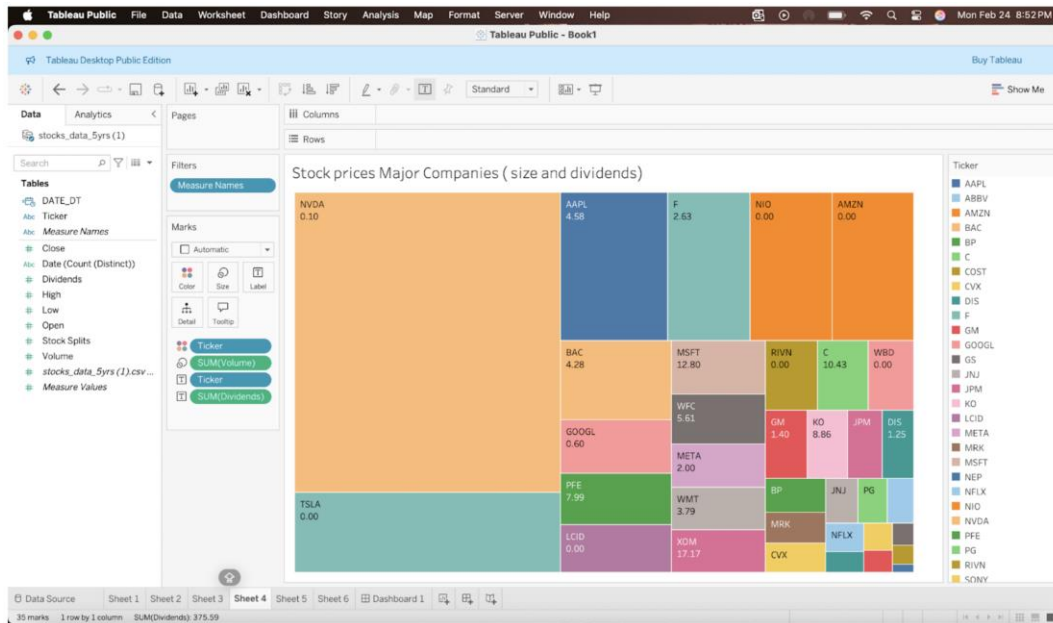 Tableau Public File Data Worksheet Dashboard Story Analysis Map Format Server Window Help Mon Feb 24 8:52 PM
Tableau Public - Book1
Tableau Desktop Public Edition Buy Tableau
Standard Show Me
Data Analytics
stocks_data_5yrs (1)
Search
Tables
DATE_DT
Abc Ticker
Abc Measure Names
# Close
Abc Date (Count (Distinct))
# Dividends
# High
# Low
# Open
# Stock Splits
# Volume
# stocks_data_5yrs (1).csv...
# Measure Values
Pages
Filters
Measure Names
Marks
Automatic
Color Size Label
Detail Tooltip
Ticker
SUM(Volume)
Ticker
SUM(Dividends)
Columns
Rows
Stock prices Major Companies ( size and dividends)
NVDA
0.10
TSLA
0.00
AAPL
4.58
F
2.63
NIO
0.00
AMZN
0.00
BAC
4.28
GOOGL
0.60
PFE
7.99
LCID
0.00
MSFT
12.80
WFC
5.61
META
2.00
WMT
3.79
XOM
17.17
RIVN
0.00
C
10.43
WBD
0.00
GM
1.40
KO
8.86
JPM
DIS
1.25
BP
MRK
CVX
JNJ
PG
NFLX
Ticker
AAPL
ABBV
AMZN
BAC
BP
C
COST
CVX
DIS
F
GM
GOOGL
GS
JNJ
JPM
KO
LCID
META
MRK
MSFT
NEP
NFLX
NIO
NVDA
PFE
PG
RIVN
SONY
Data Source Sheet 1 Sheet 2 Sheet 3 Sheet 4 Sheet 5 Sheet 6 Dashboard 1
35 marks 1 row by 1 column SUM(Dividends): 375.59